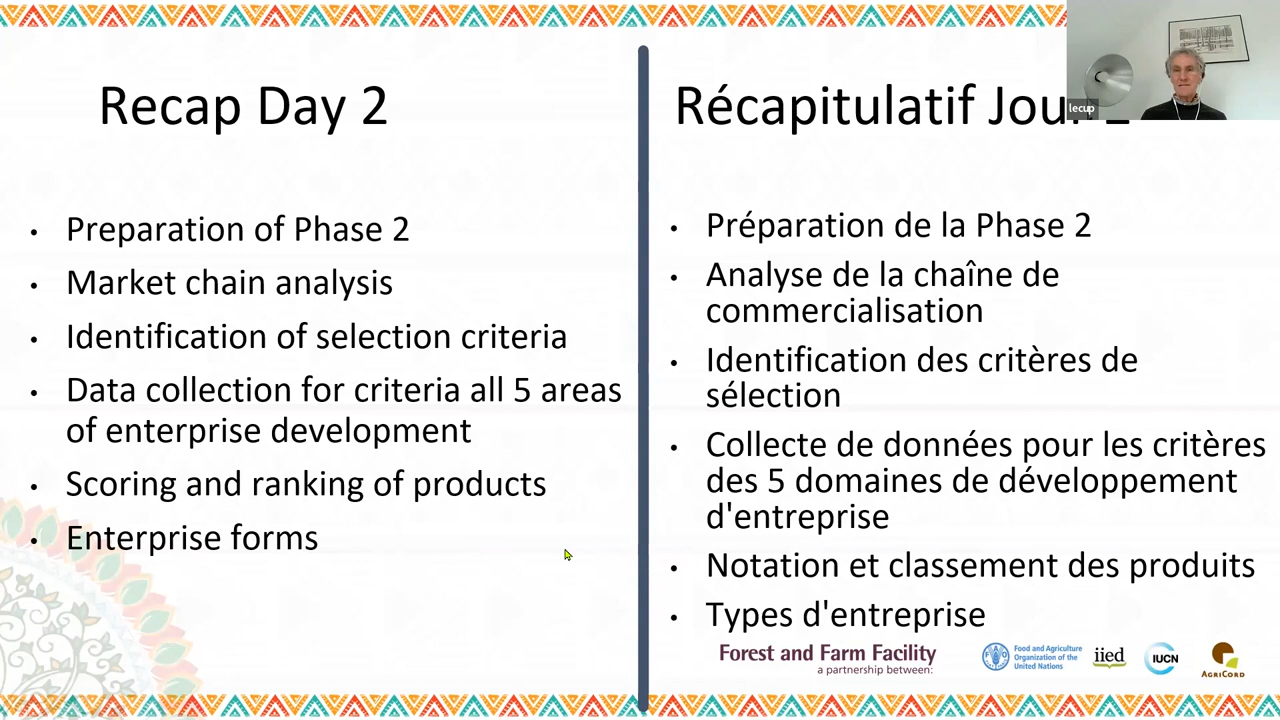 Recap Day 2
Preparation of Phase 2
Market chain analysis
Identification of selection criteria
Data collection for criteria all 5 areas
of enterprise development
Scoring and ranking of products
Enterprise forms
Récapitulatif
Préparation de la Phase 2
Analyse de la chaîne de
commercialisation
Identification des critères de
sélection
Collecte de données pour les critères
des 5 domaines de développement
d'entreprise
Notation et classement des produits
Types d'entreprise
lecup
Forest and Farm Facility
a partnership between:
Food and Agriculture
Organization of the
United Nations
iied
IUCN
AGRICORD